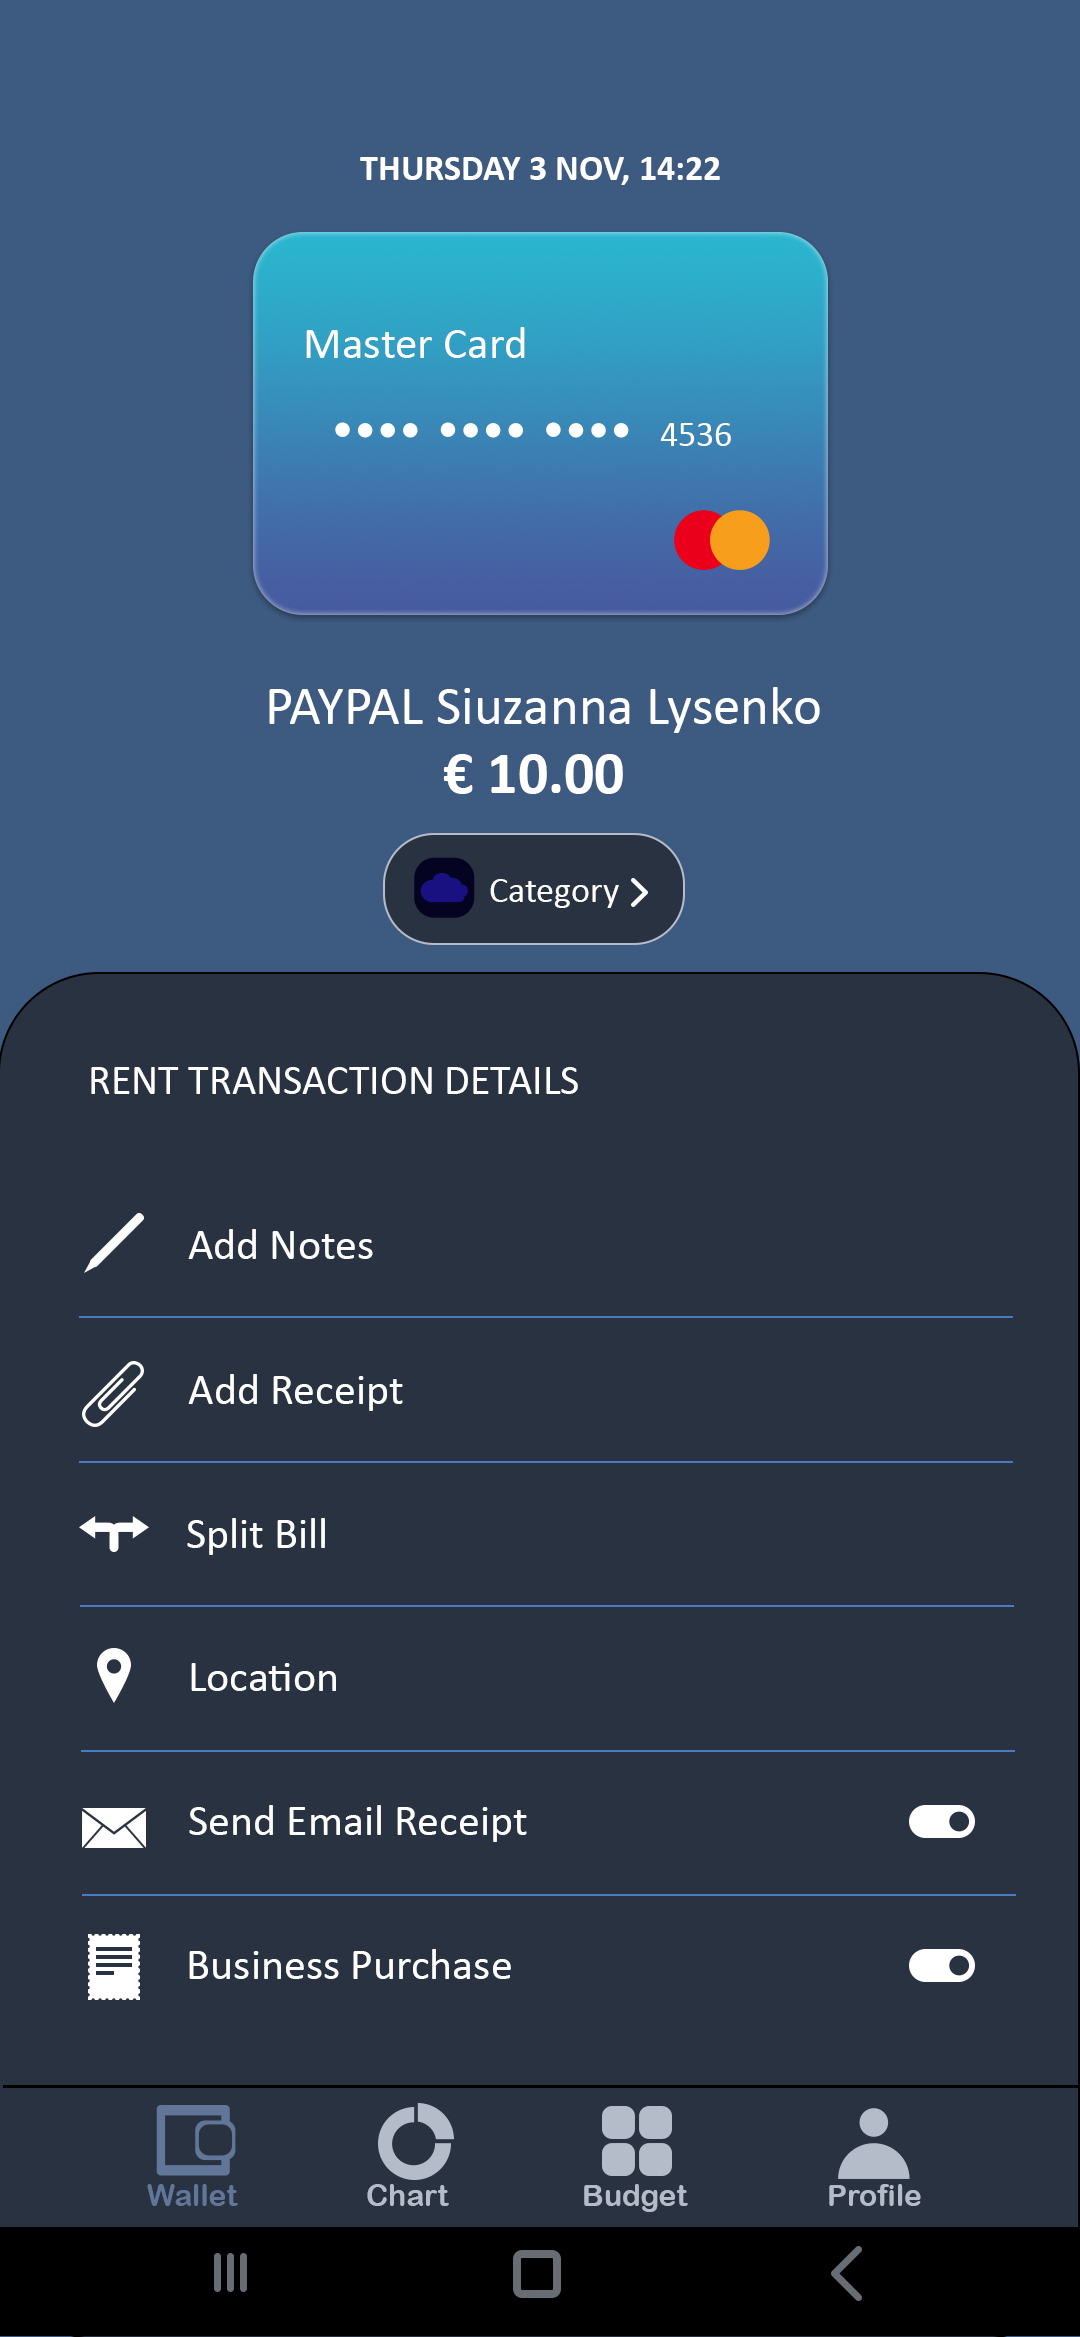 THURSDAY 3 NOV, 14:22
Master Card
•••• •••• •••• 4536
PAYPAL Siuzanna Lysenko
€ 10.00
Category
RENT TRANSACTION DETAILS
Add Notes
Add Receipt
Split Bill
Location
Send Email Receipt
Business Purchase
Wallet Chart Budget Profile